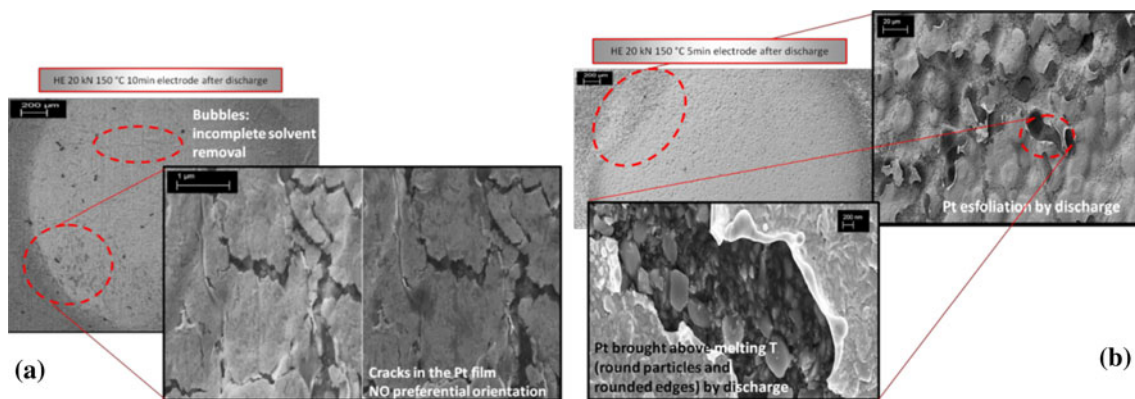 HE 20 kN 150 °C 10min electrode after discharge
200 µm
Bubbles:
incomplete solvent
removal
1 µm
Cracks in the Pt film
NO preferential orientation
(a)
HE 20 kN 150 °C 5min electrode after discharge
200 µm
20 µm
Pt esfoliation by discharge
200 nm
Pt brought above melting T
(round particles and
rounded edges) by discharge
(b)